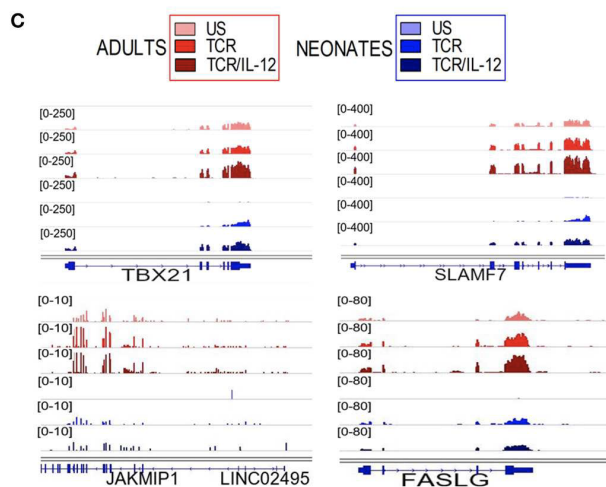 C
ADULTS
US
TCR
TCR/IL-12
NEONATES
US
TCR
TCR/IL-12
[0-250]
[0-250]
[0-250]
[0-250]
[0-250]
[0-250]
TBX21
[0-400]
[0-400]
[0-400]
[0-400]
[0-400]
[0-400]
SLAMF7
[0-10]
[0-10]
[0-10]
[0-10]
[0-10]
[0-10]
JAKMIP1 LINC02495
[0-80]
[0-80]
[0-80]
[0-80]
[0-80]
[0-80]
FASLG